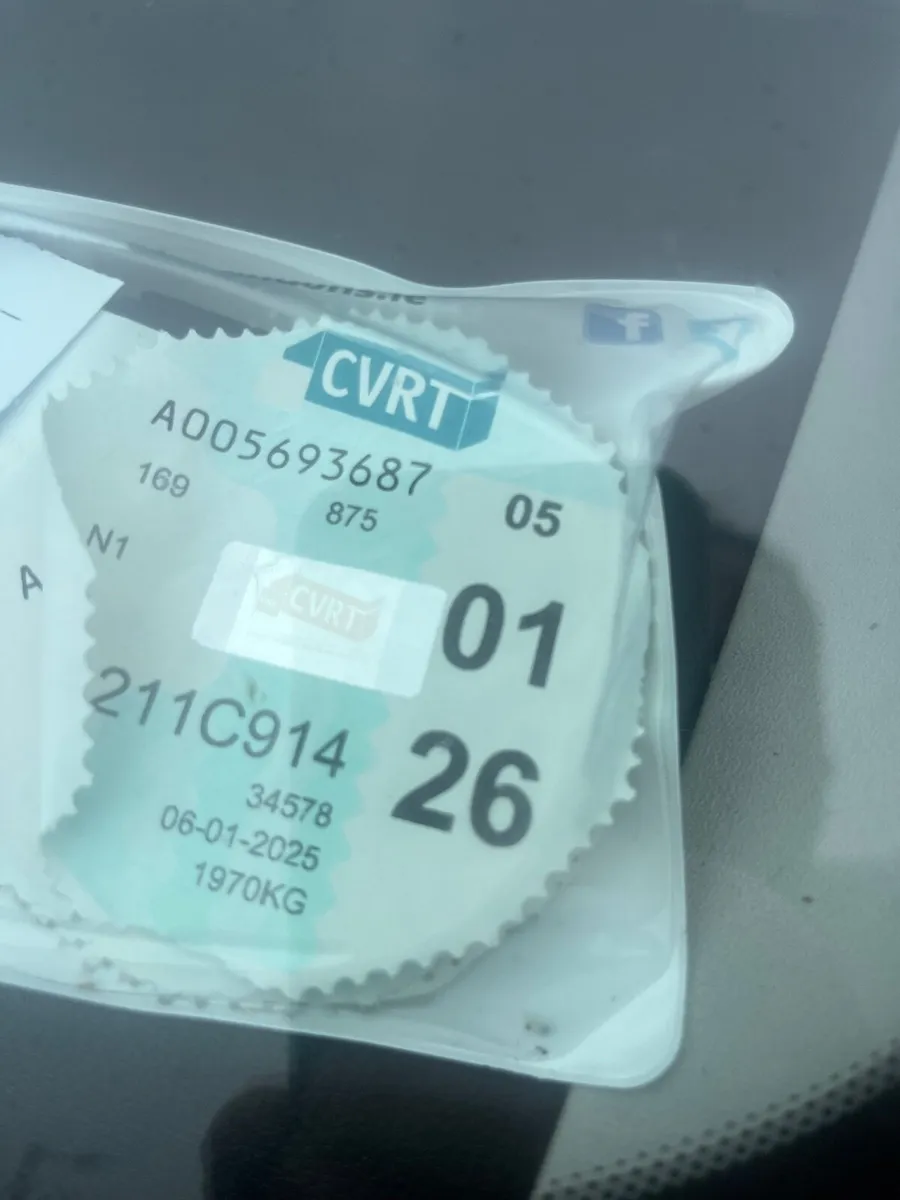 CVRT
A005693687
169
875
05
N1
CVRT
01
A
211C914
26
34578
06-01-2025
1970KG
f